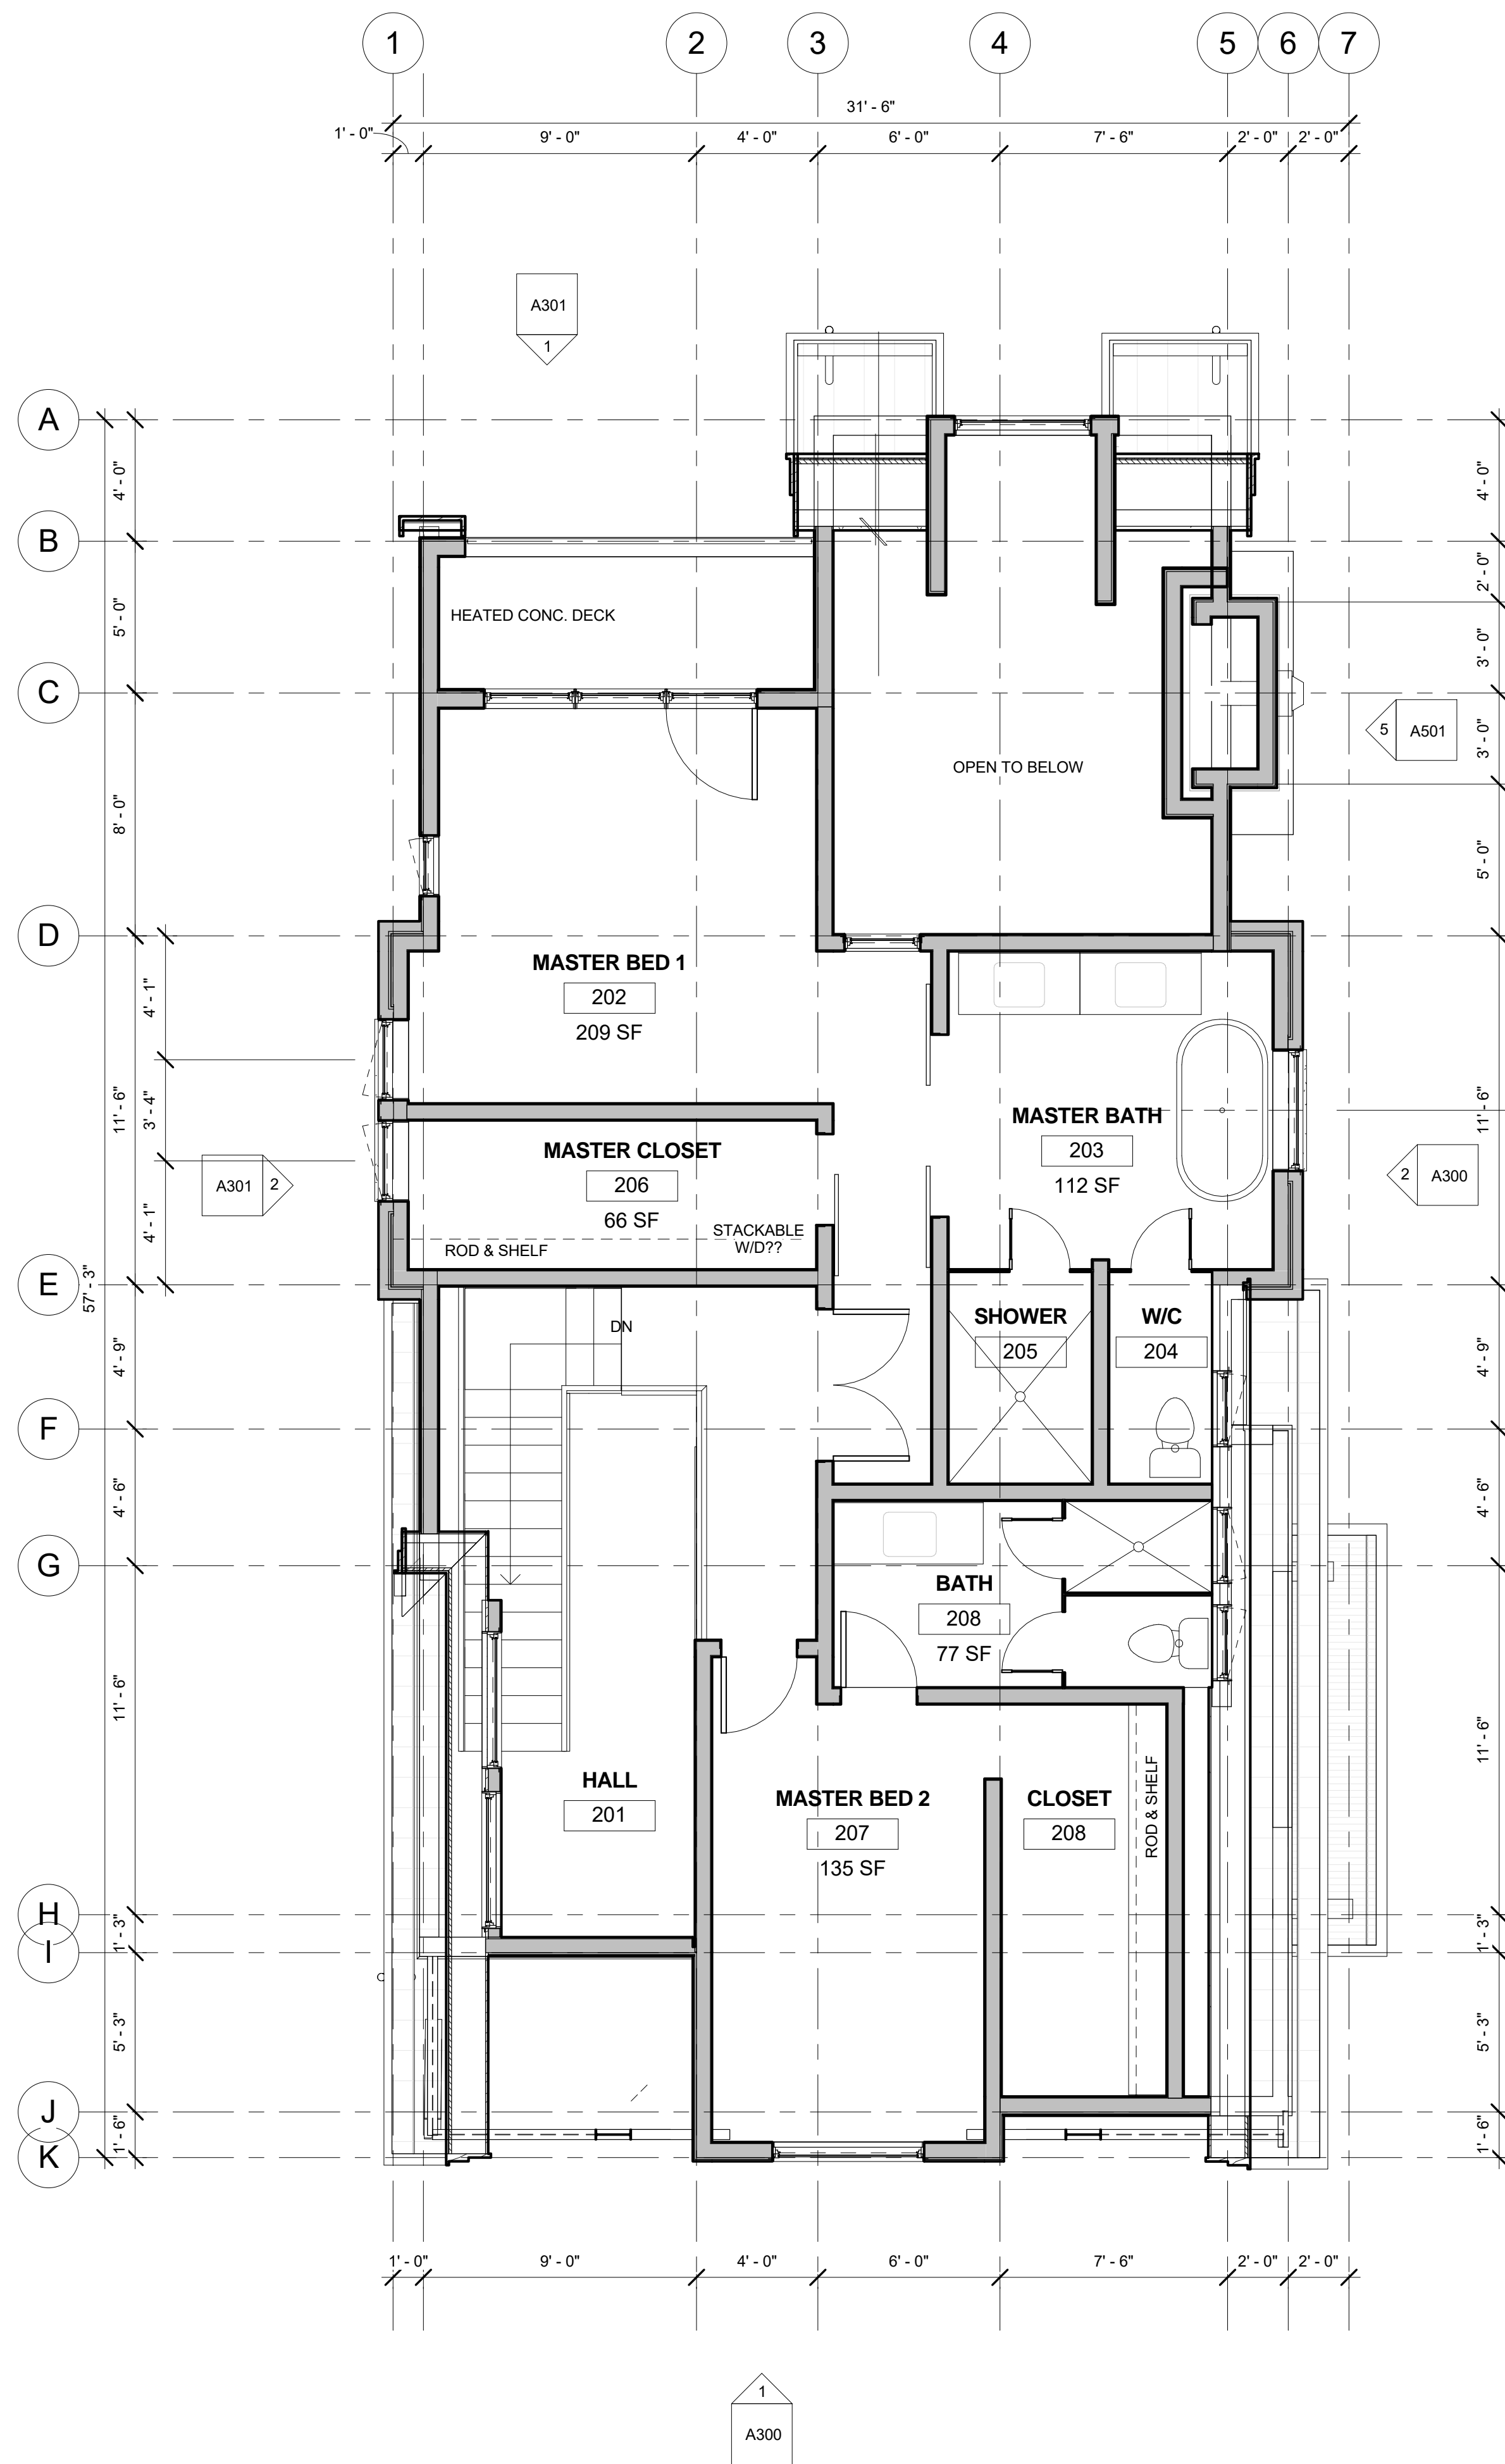 1
2
3
4
5
6
7
31' - 6"
1' - 0"
9' - 0"
4' - 0"
6' - 0"
7' - 6"
2' - 0"
2' - 0"
A301
1
A
4' - 0"
4' - 0"
B
5' - 0"
2' - 0"
HEATED CONC. DECK
3' - 0"
C
5
A501
3' - 0"
OPEN TO BELOW
8' - 0"
5' - 0"
D
MASTER BED 1
202
209 SF
4' - 1"
11' - 6"
3' - 4"
11' - 6"
MASTER BATH
203
112 SF
MASTER CLOSET
206
66 SF
A301
2
2
A300
4' - 1"
STACKABLE
W/D??
ROD & SHELF
E
57' - 3"
DN
SHOWER
205
W/C
204
4' - 9"
4' - 9"
F
4' - 6"
4' - 6"
G
BATH
208
77 SF
11' - 6"
11' - 6"
HALL
201
MASTER BED 2
207
135 SF
CLOSET
208
ROD & SHELF
H
1' - 3"
1' - 3"
I
5' - 3"
5' - 3"
J
1' - 6"
1' - 6"
K
1' - 0"
9' - 0"
4' - 0"
6' - 0"
7' - 6"
2' - 0"
2' - 0"
1
A300